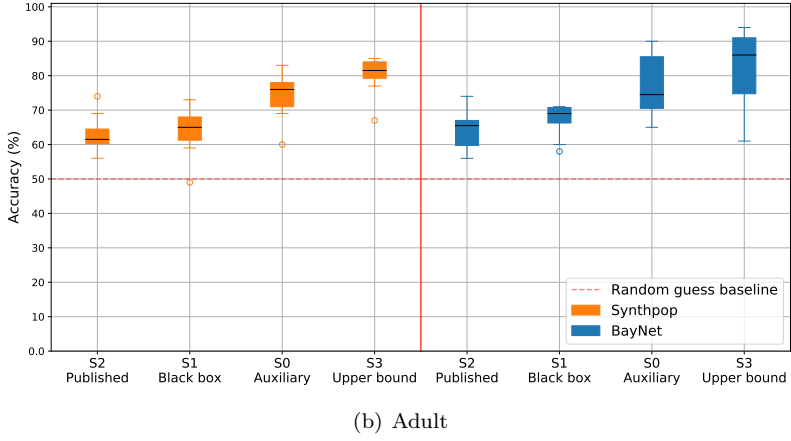 Accuracy (%)
100
90
80
70
60
50
40
30
20
10
0.0
S2
Published
S1
Black box
S0
Auxiliary
S3
Upper bound
S2
Published
S1
Black box
S0
Auxiliary
S3
Upper bound
Random guess baseline
Synthpop
BayNet
(b) Adult